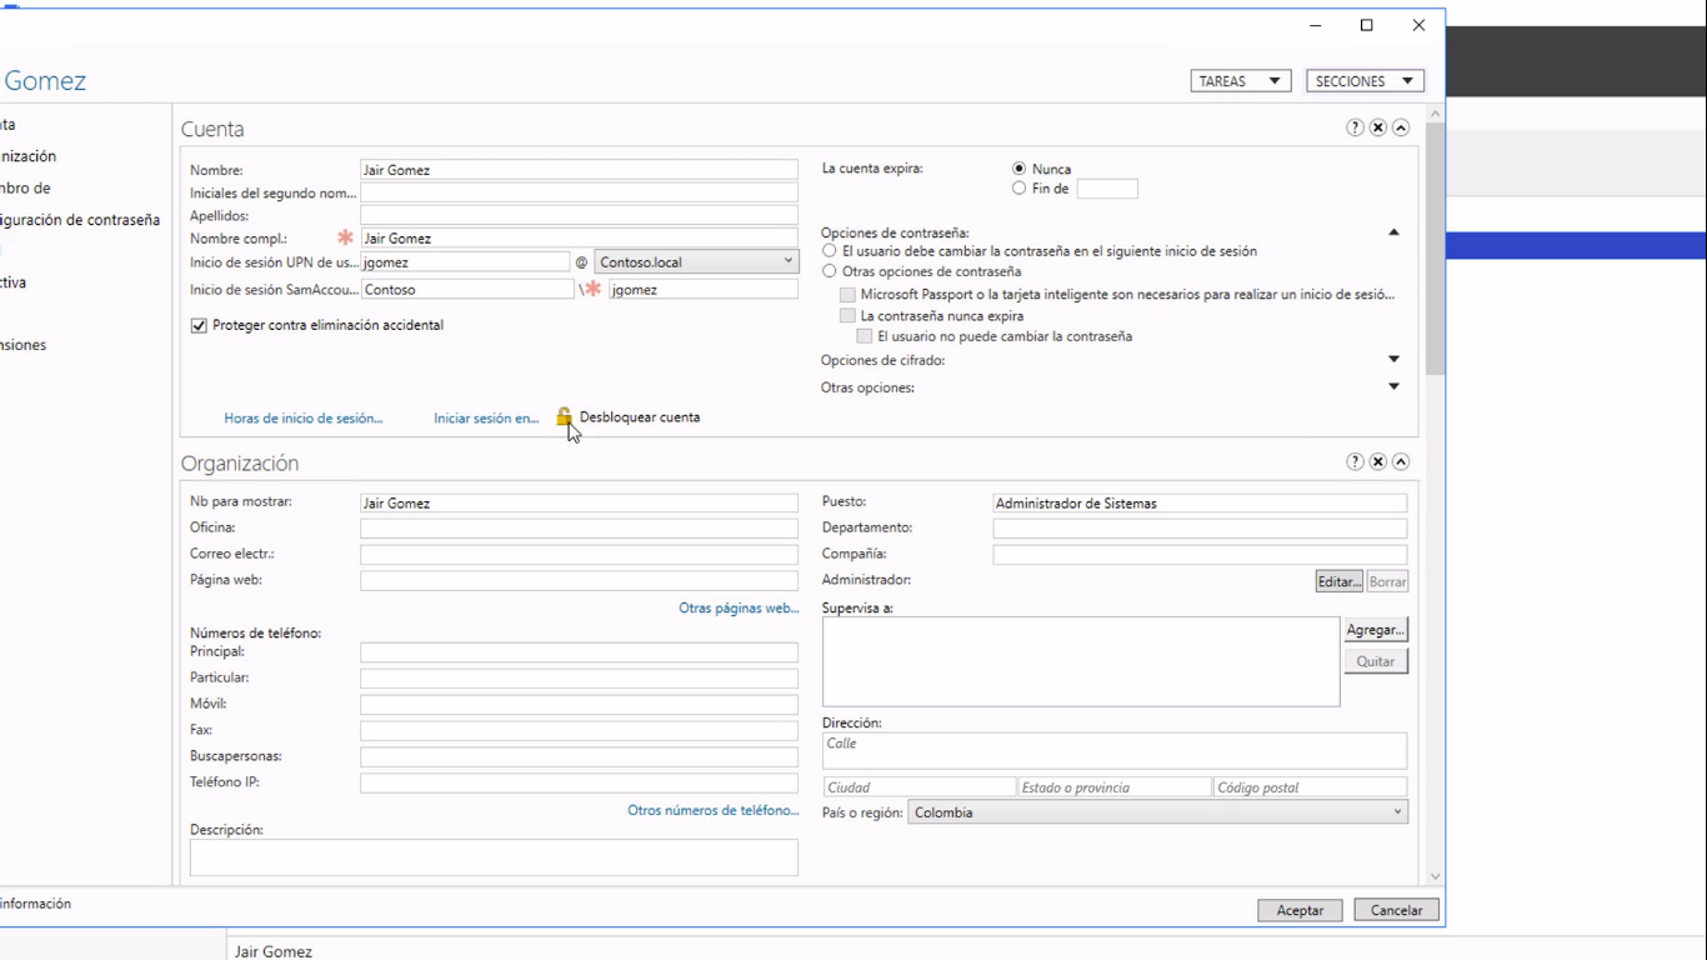 Gomez
TAREAS
SECCIONES
ta
nización
nbro de
iguración de contraseña
ctiva
nsiones
información
Cuenta
Nombre: Jair Gomez
Iniciales del segundo nom...
Apellidos:
Nombre compl.: * Jair Gomez
Inicio de sesión UPN de us... jgomez @ Contoso.local
Inicio de sesión SamAccou... Contoso \* jgomez
Proteger contra eliminación accidental
Horas de inicio de sesión... Iniciar sesión en... Desbloquear cuenta
La cuenta expira: Nunca
Fin de
Opciones de contraseña:
El usuario debe cambiar la contraseña en el siguiente inicio de sesión
Otras opciones de contraseña
Microsoft Passport o la tarjeta inteligente son necesarios para realizar un inicio de sesió...
La contraseña nunca expira
El usuario no puede cambiar la contraseña
Opciones de cifrado:
Otras opciones:
Organización
Nb para mostrar: Jair Gomez
Oficina:
Correo electr.:
Página web:
Otras páginas web...
Números de teléfono:
Principal:
Particular:
Móvil:
Fax:
Buscapersonas:
Teléfono IP:
Otros números de teléfono...
Descripción:
Puesto: Administrador de Sistemas
Departamento:
Compañía:
Administrador: Editar... Borrar
Supervisa a:
Agregar...
Quitar
Dirección:
Calle
Ciudad Estado o provincia Código postal
País o región: Colombia
Aceptar Cancelar
Jair Gomez